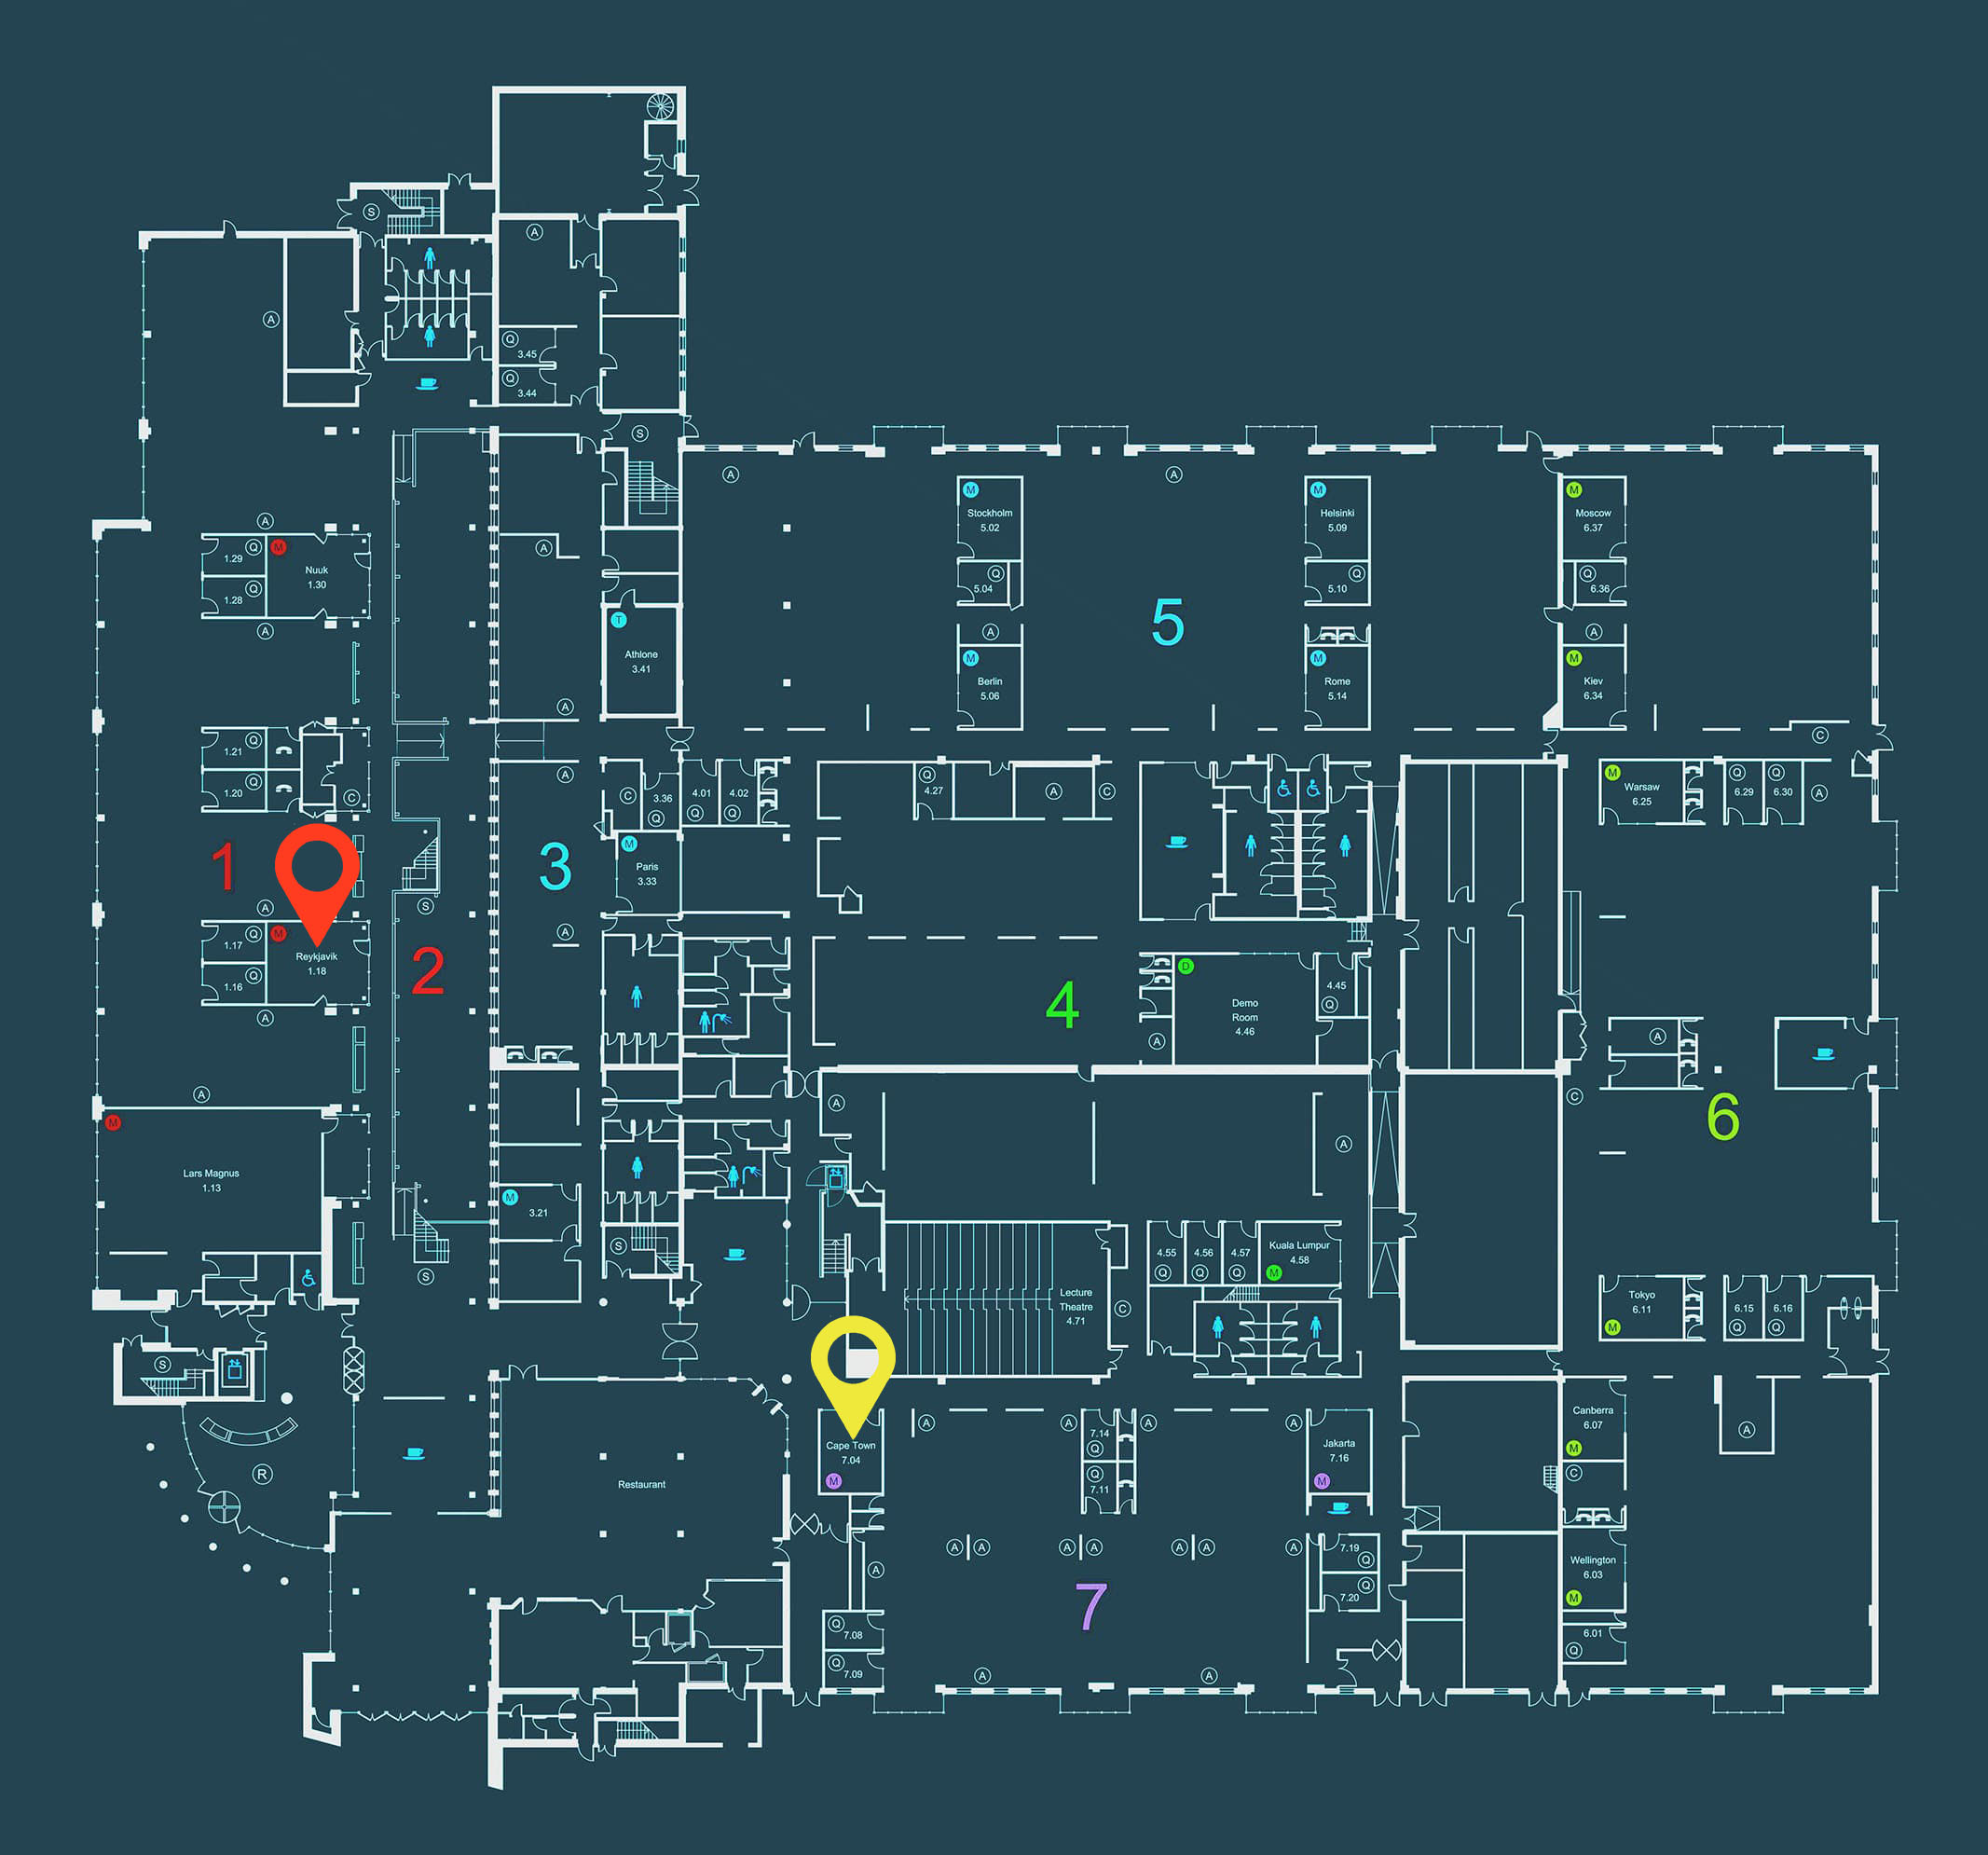 S
A
A
Q
3.45
Q
3.44
S
A
A
M
Stockholm
5.02
M
Helsinki
5.09
M
Moscow
6.37
A
1.29
Q
M
Nuuk
1.30
1.28
Q
A
A
Q
5.04
Q
5.10
Q
6.36
T
Athlone
3.41
5
A
A
M
Berlin
5.06
M
Rome
5.14
M
Kiev
6.34
A
C
1.21
Q
1.20
Q
C
A
C
3.36
Q
4.01
Q
4.02
Q
Q
4.27
A
C
M
Warsaw
6.25
Q
6.29
Q
6.30
A
1
3
M
Paris
3.33
A
S
A
1.17
Q
M
Reykjavik
1.18
1.16
Q
A
2
4
D
Demo
Room
4.46
4.45
Q
A
A
A
M
Lars Magnus
1.13
A
A
C
6
M
3.21
S
S
4.55
Q
4.56
Q
4.57
Q
Kuala Lumpur
4.58
M
Lecture
Theatre
4.71
C
Tokyo
6.11
M
6.15
Q
6.16
Q
S
R
Restaurant
Cape Town
7.04
M
A
A
7.14
Q
A
Q
7.11
A
Jakarta
7.16
M
Canberra
6.07
M
C
A
A
A
A
A
A
A
A
A
7.19
Q
Q
7.20
Wellington
6.03
M
7
Q
7.08
Q
7.09
A
A
6.01
Q